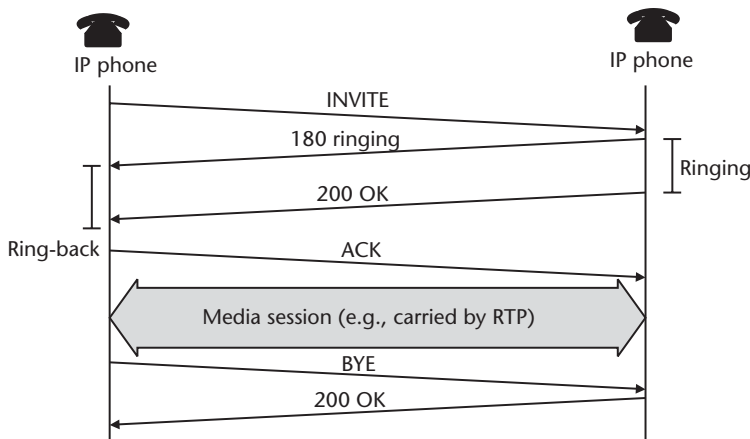 IP phone
IP phone
INVITE
180 ringing
Ringing
200 OK
Ring-back
ACK
Media session (e.g., carried by RTP)
BYE
200 OK